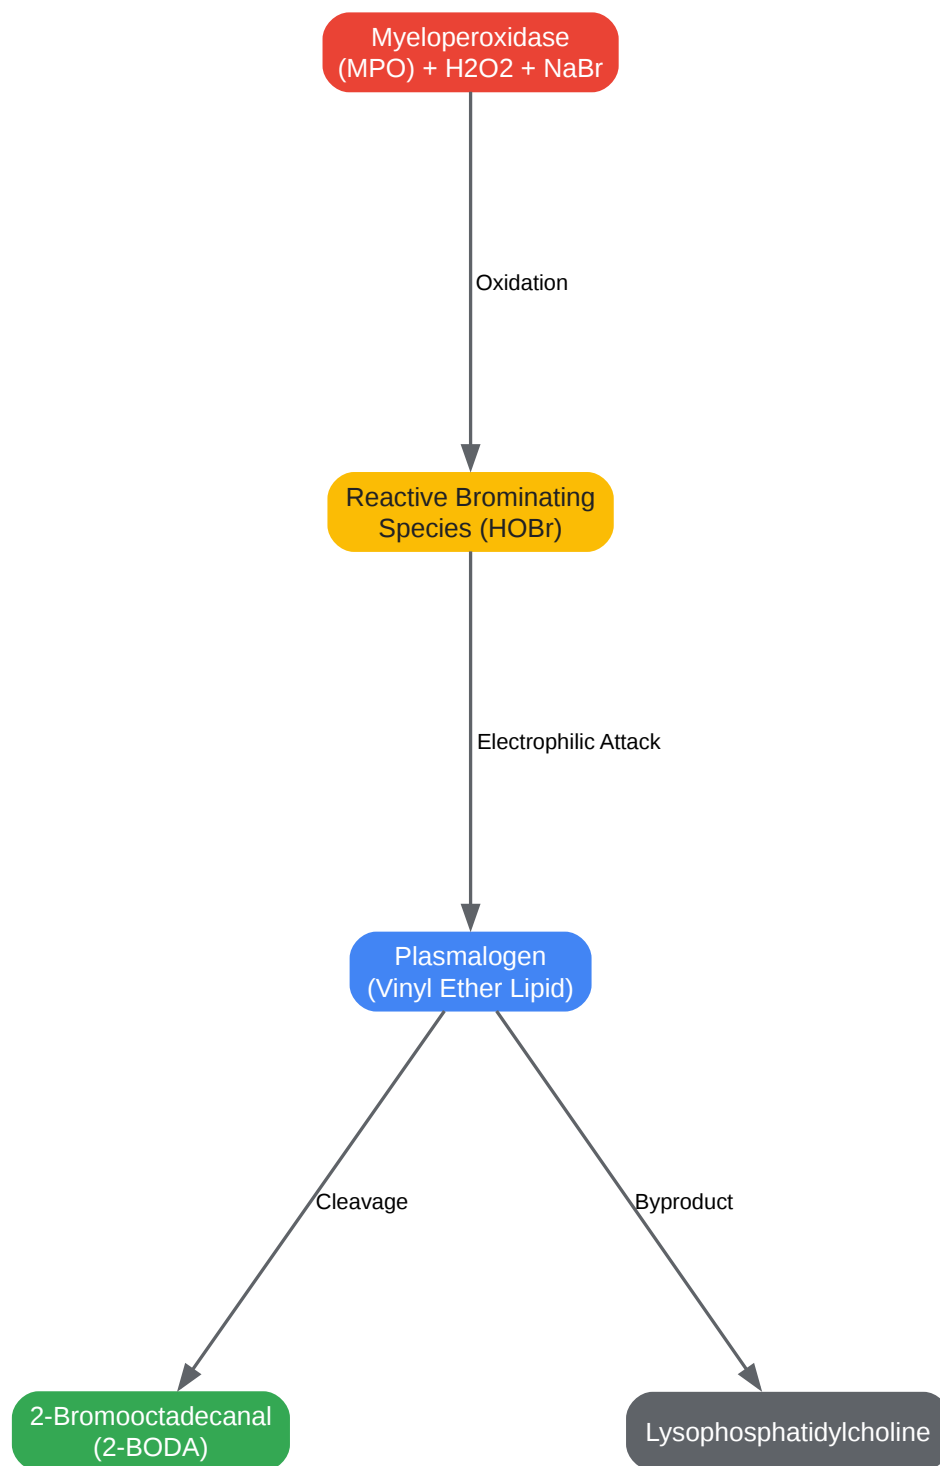 Myeloperoxidase
(MPO) + H2O2 + NaBr
Oxidation
Reactive Brominating
Species (HOBr)
Electrophilic Attack
Plasmalogen
(Vinyl Ether Lipid)
Cleavage
Byproduct
2-Bromooctadecanal
(2-BODA)
Lysophosphatidylcholine